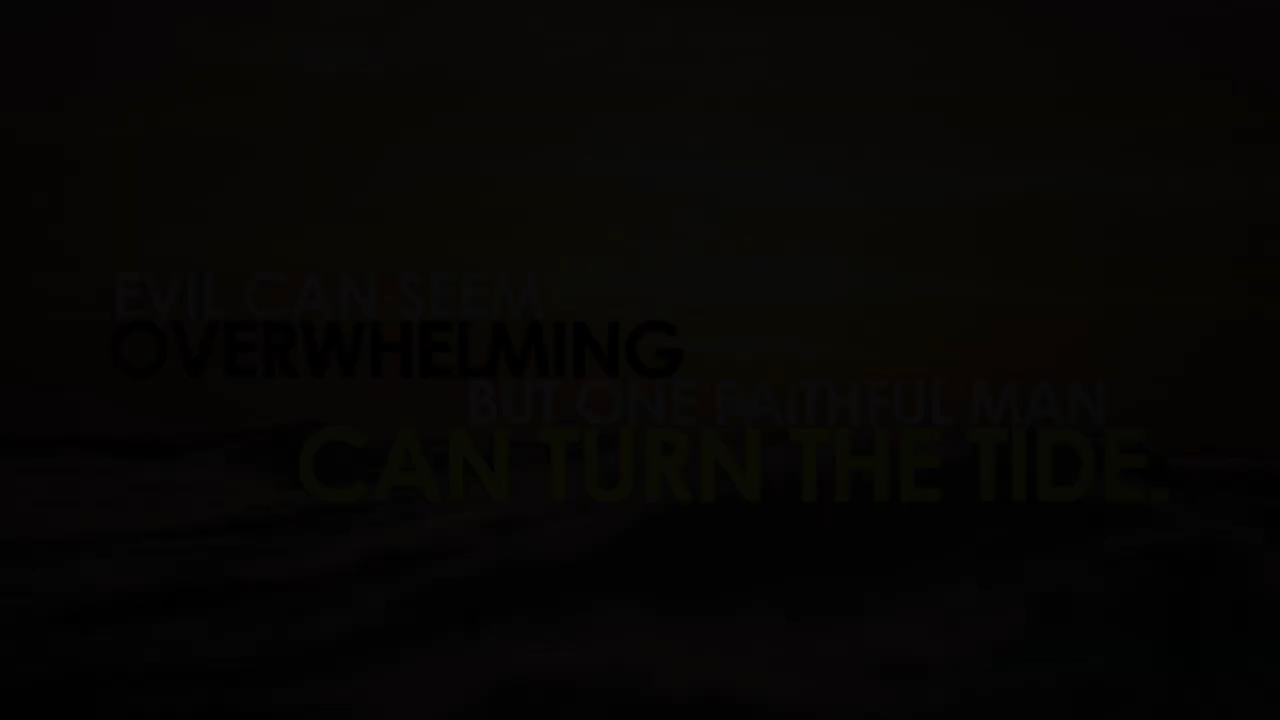 EVIL CAN SEEM
OVERWHELMING
BUT ONE FAITHFUL MAN
CAN TURN THE TIDE.